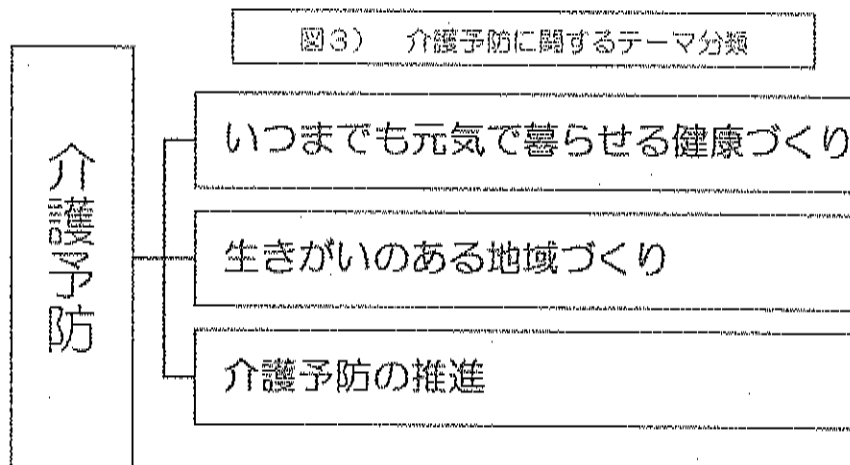 図3) 介護予防に関するテーマ分類
介護予防
いつまでも元気で暮らせる健康づくり
生きがいのある地域づくり
介護予防の推進